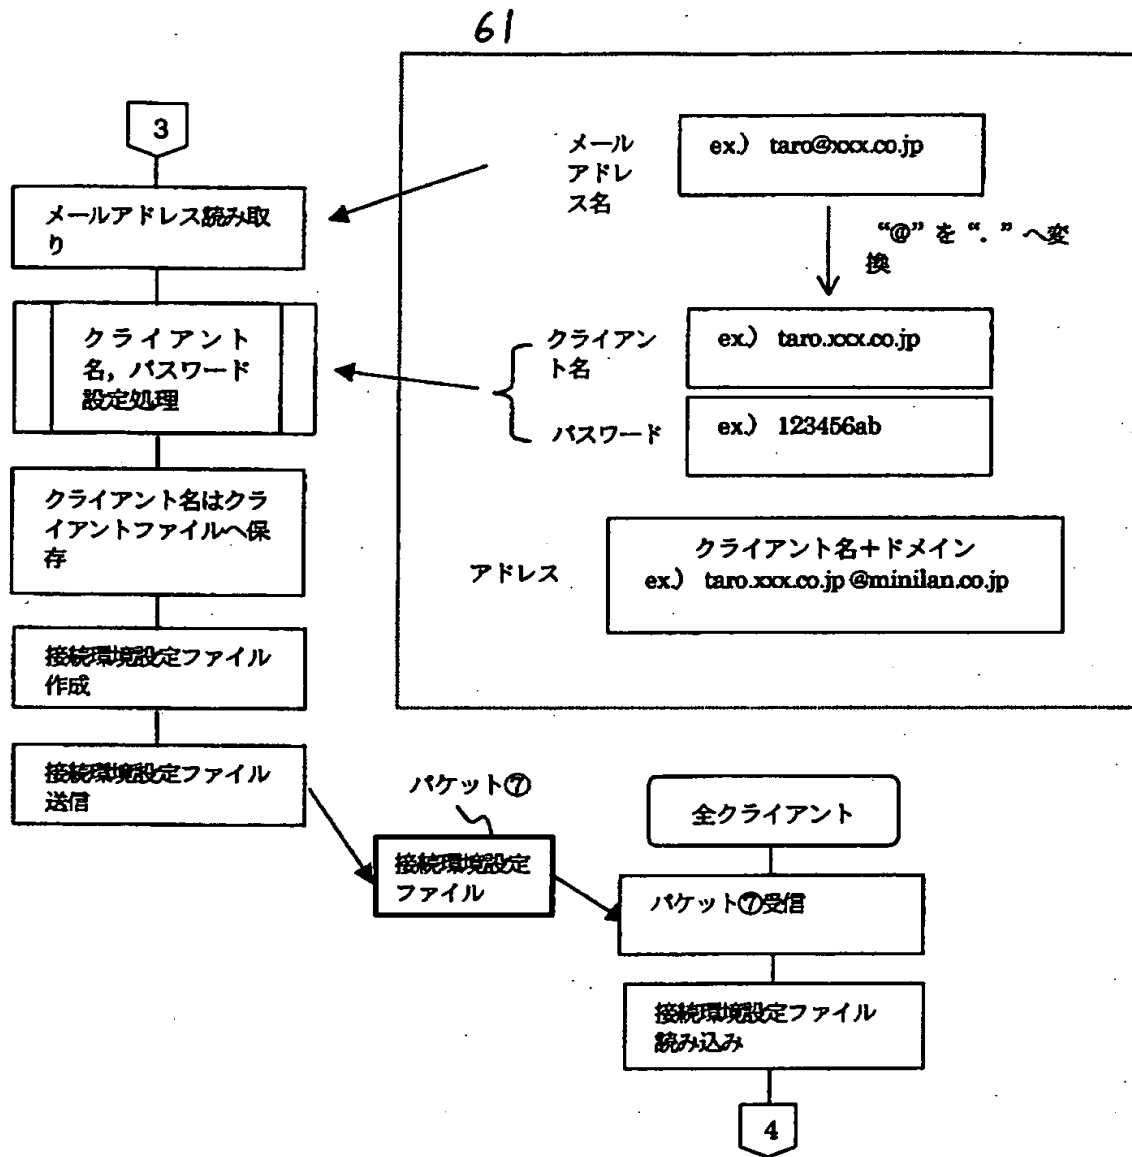 61
3
メールアドレス読み取
り
クライアント
名，パスワード
設定処理
クライアント名はクラ
イアントファイルへ保
存
接続環境設定ファイル
作成
接続環境設定ファイル
送信
メール
アドレ
ス名
ex.) taro@xxx.co.jp
“@”を“．”へ変
換
クライアン
ト名
ex.) taro.xxx.co.jp
パスワード
ex.) 123456ab
アドレス
クライアント名＋ドメイン
ex.) taro.xxx.co.jp@minilan.co.jp
パケット⑦
接続環境設定
ファイル
全クライアント
パケット⑦受信
接続環境設定ファイル
読み込み
4